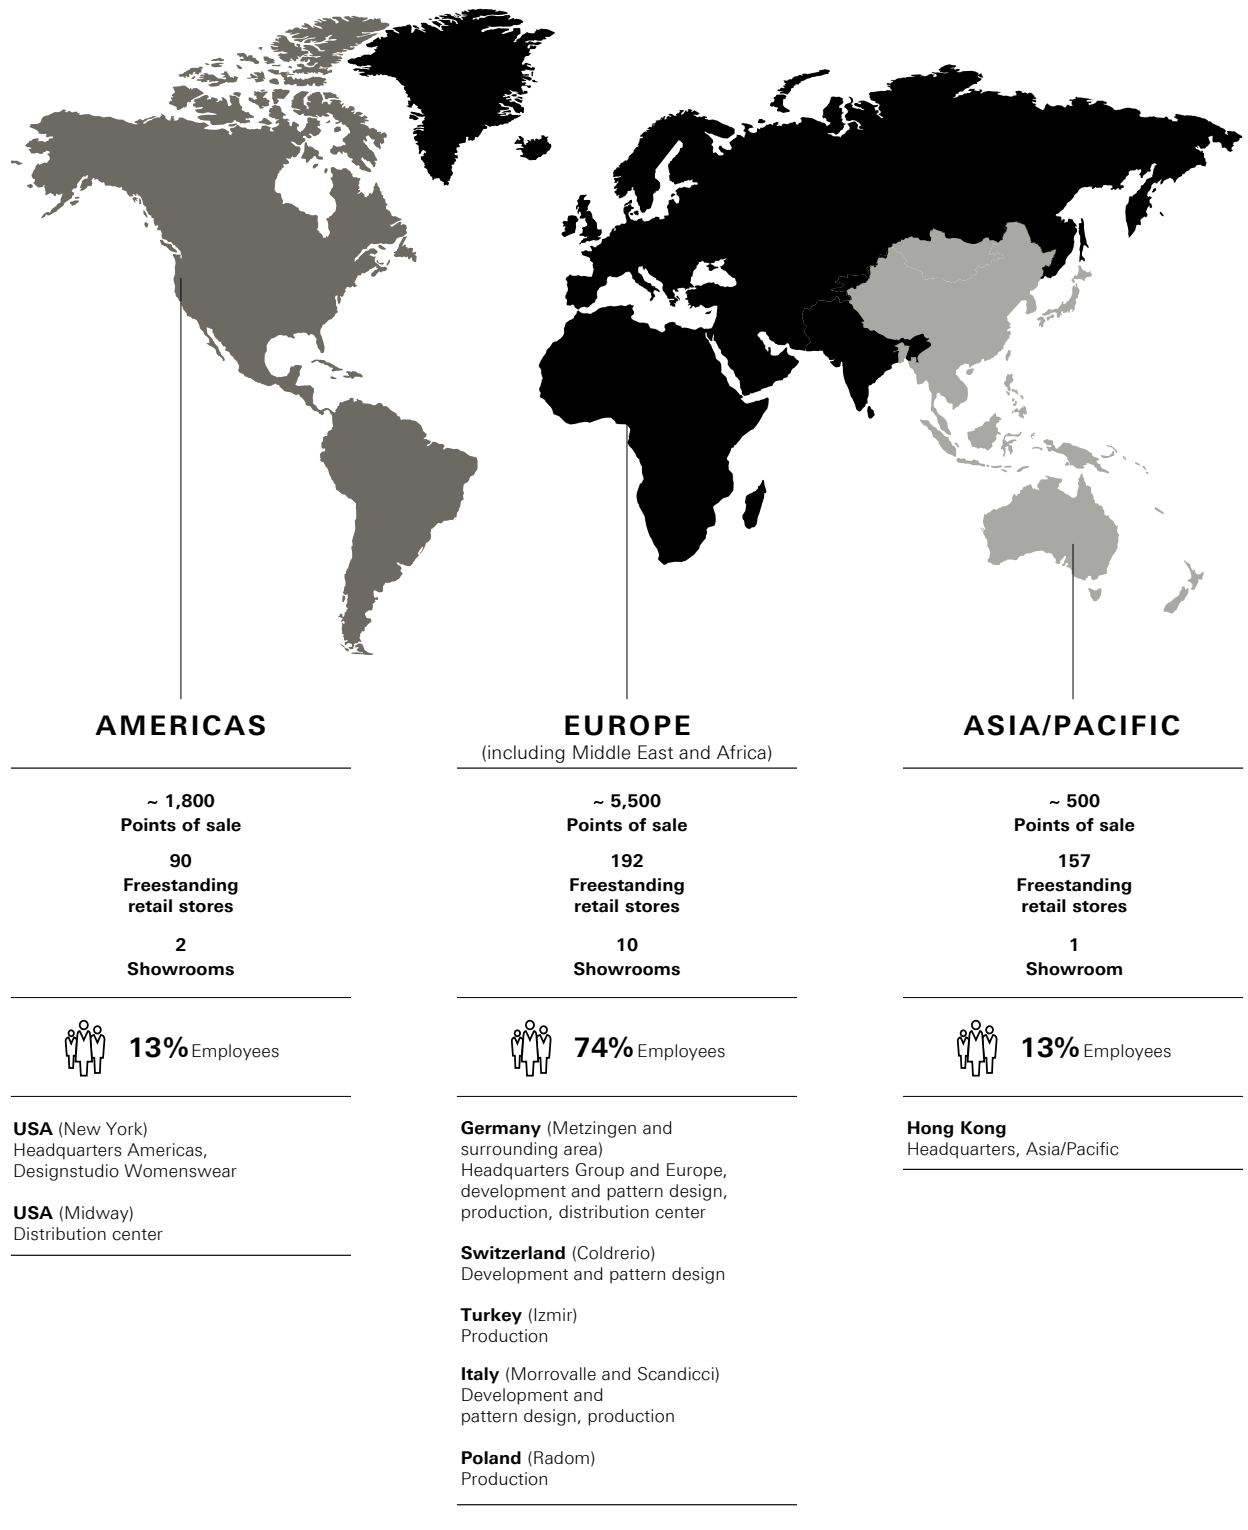 AMERICAS
~ 1,800
Points of sale
90
Freestanding
retail stores
2
Showrooms
13% Employees
USA (New York)
Headquarters Americas,
Designstudio Womenswear
USA (Midway)
Distribution center
EUROPE
(including Middle East and Africa)
~ 5,500
Points of sale
192
Freestanding
retail stores
10
Showrooms
74% Employees
Germany (Metzingen and
surrounding area)
Headquarters Group and Europe,
development and pattern design,
production, distribution center
Switzerland (Coldrerio)
Development and pattern design
Turkey (Izmir)
Production
Italy (Morrovalle and Scandicci)
Development and
pattern design, production
Poland (Radom)
Production
ASIA/PACIFIC
~ 500
Points of sale
157
Freestanding
retail stores
1
Showroom
13% Employees
Hong Kong
Headquarters, Asia/Pacific